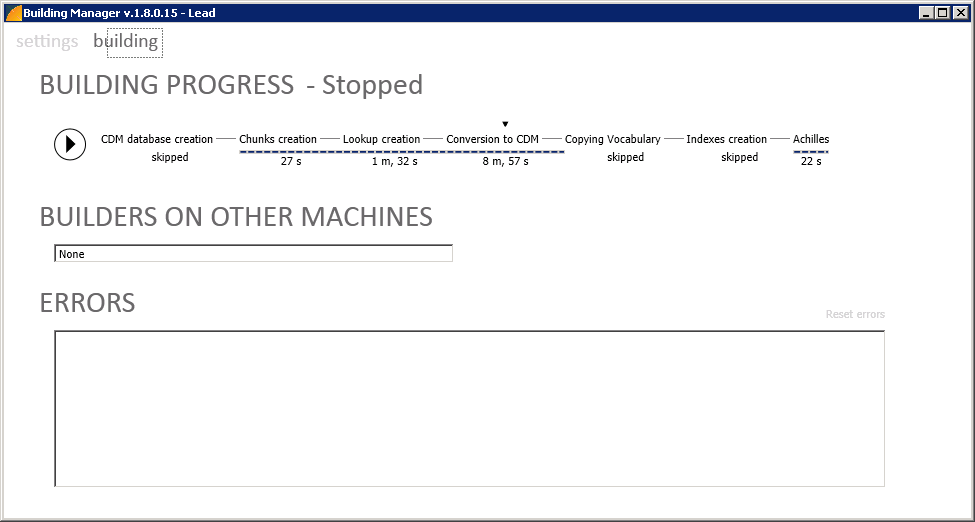 Building Manager v.1.8.0.15 - Lead
settings building
BUILDING PROGRESS - Stopped
CDM database creation Chunks creation Lookup creation Conversion to CDM Copying Vocabulary Indexes creation Achilles
skipped 27 s 1 m, 32 s 8 m, 57 s skipped skipped 22 s
BUILDERS ON OTHER MACHINES
None
ERRORS
Reset errors